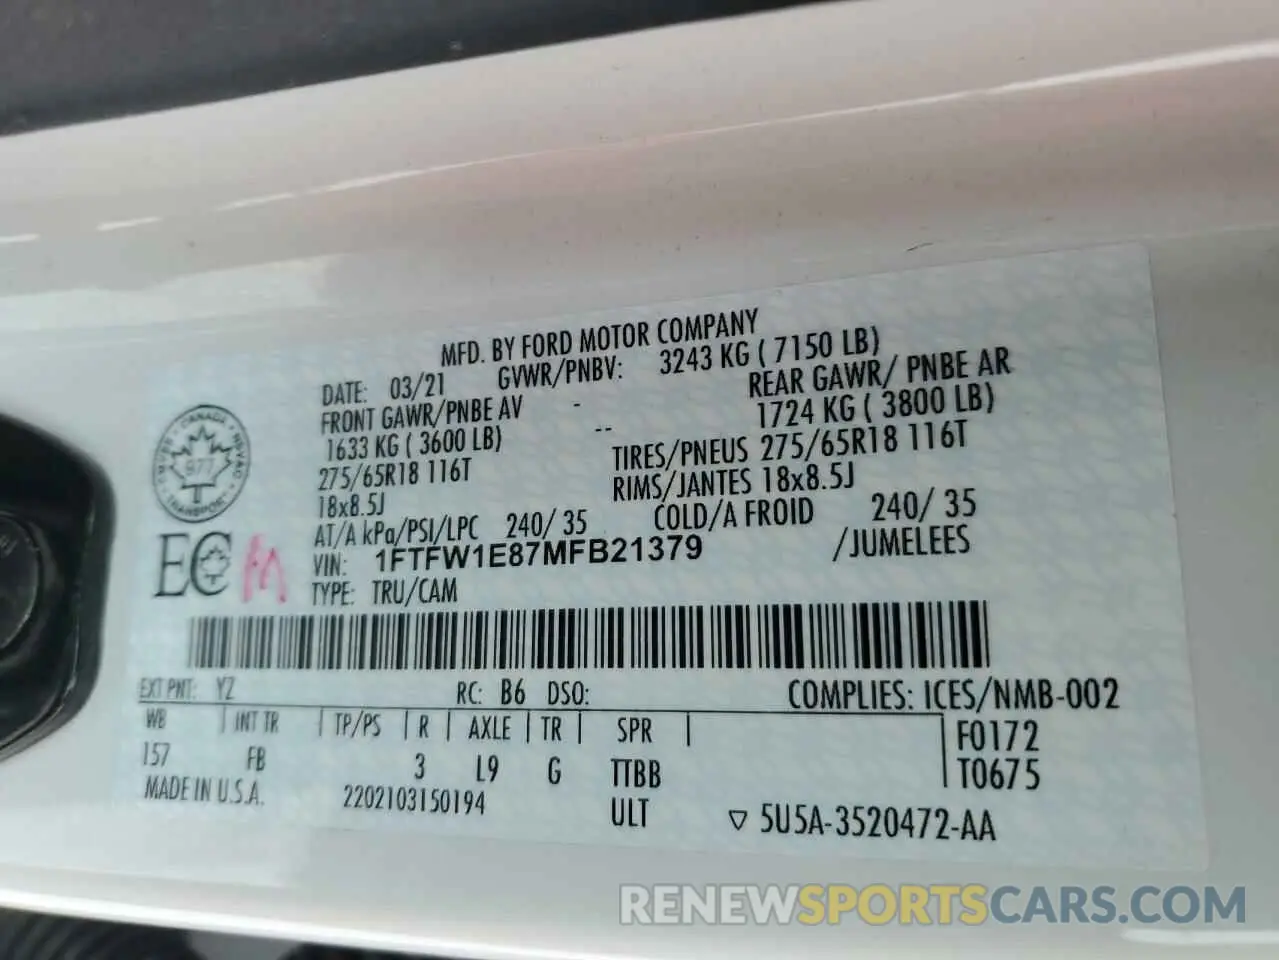 MFD. BY FORD MOTOR COMPANY
DATE: 03/21 GVWR/PNBV: 3243 KG ( 7150 LB)
FRONT GAWR/PNBE AV - REAR GAWR/ PNBE AR
1633 KG ( 3600 LB) -- 1724 KG ( 3800 LB)
275/65R18 116T TIRES/PNEUS 275/65R18 116T
18x8.5J RIMS/JANTES 18x8.5J
AT/A kPa/PSI/LPC 240/ 35 COLD/A FROID 240/ 35
VIN: 1FTFW1E87MFB21379 /JUMELEES
TYPE: TRU/CAM
CANADA
977
TRANSPORT
EC M
EXT PNT: YZ RC: B6 DSO: COMPLIES: ICES/NMB-002
WB | INT TR | TP/PS | R | AXLE | TR | SPR | F0172
157 FB 3 L9 G TTBB T0675
MADE IN U.S.A. 2202103150194 ULT ▽ 5U5A-3520472-AA
RENEWSPORTSCARS.COM